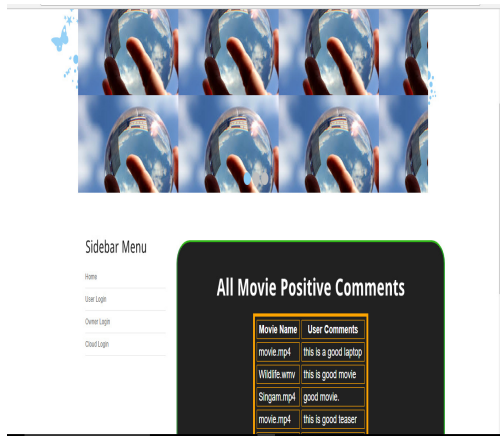 Sidebar Menu
Home
User Login
Owner Login
Cloud Login
All Movie Positive Comments
Movie Name User Comments
movie.mp4 this is a good laptop
Wildlife.wmv this is good movie
Singam.mp4 good movie.
movie.mp4 this is good teaser